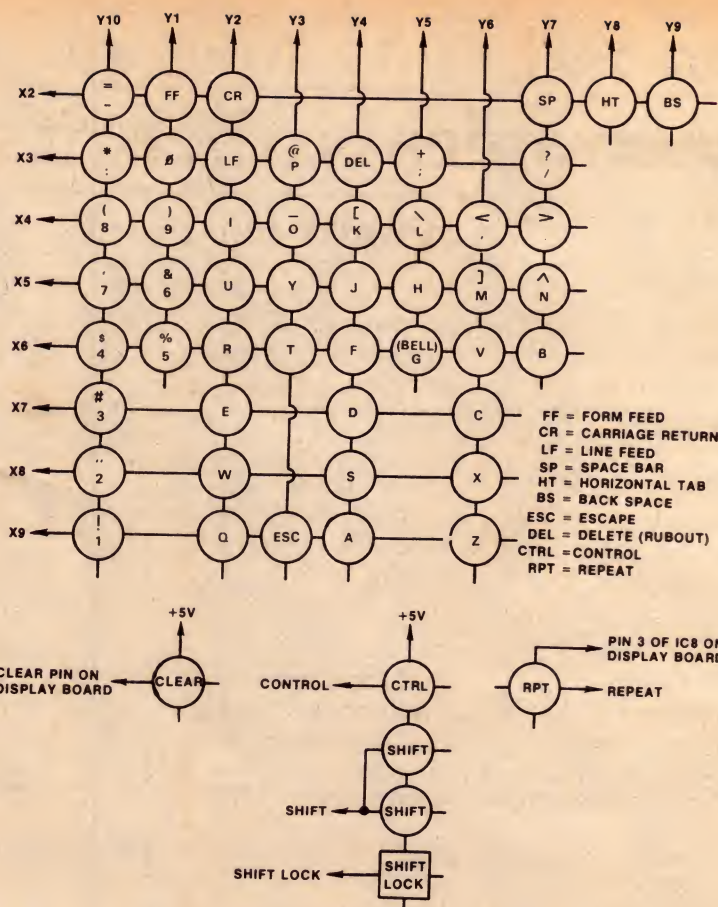 Y10 Y1 Y2 Y3 Y4 Y5 Y6 Y7 Y8 Y9
X2 = - FF CR SP HT BS
X3 * : Ø LF @ P DEL + ; ? /
X4 ( 8 ) 9 I _ O [ K \ L < , > .
X5 ' 7 & 6 U Y J H ] M ^ N
X6 $ 4 % 5 R T F (BELL) G V B
X7 # 3 E D C
X8 " 2 W S X
X9 ! 1 Q ESC A Z
FF = FORM FEED
CR = CARRIAGE RETURN
LF = LINE FEED
SP = SPACE BAR
HT = HORIZONTAL TAB
BS = BACK SPACE
ESC = ESCAPE
DEL = DELETE (RUBOUT)
CTRL =CONTROL
RPT = REPEAT
+5V
CLEAR PIN ON
DISPLAY BOARD
CLEAR
+5V
CONTROL
CTRL
SHIFT
SHIFT
SHIFT
SHIFT LOCK
SHIFT
LOCK
PIN 3 OF IC8 ON
DISPLAY BOARD
RPT
REPEAT